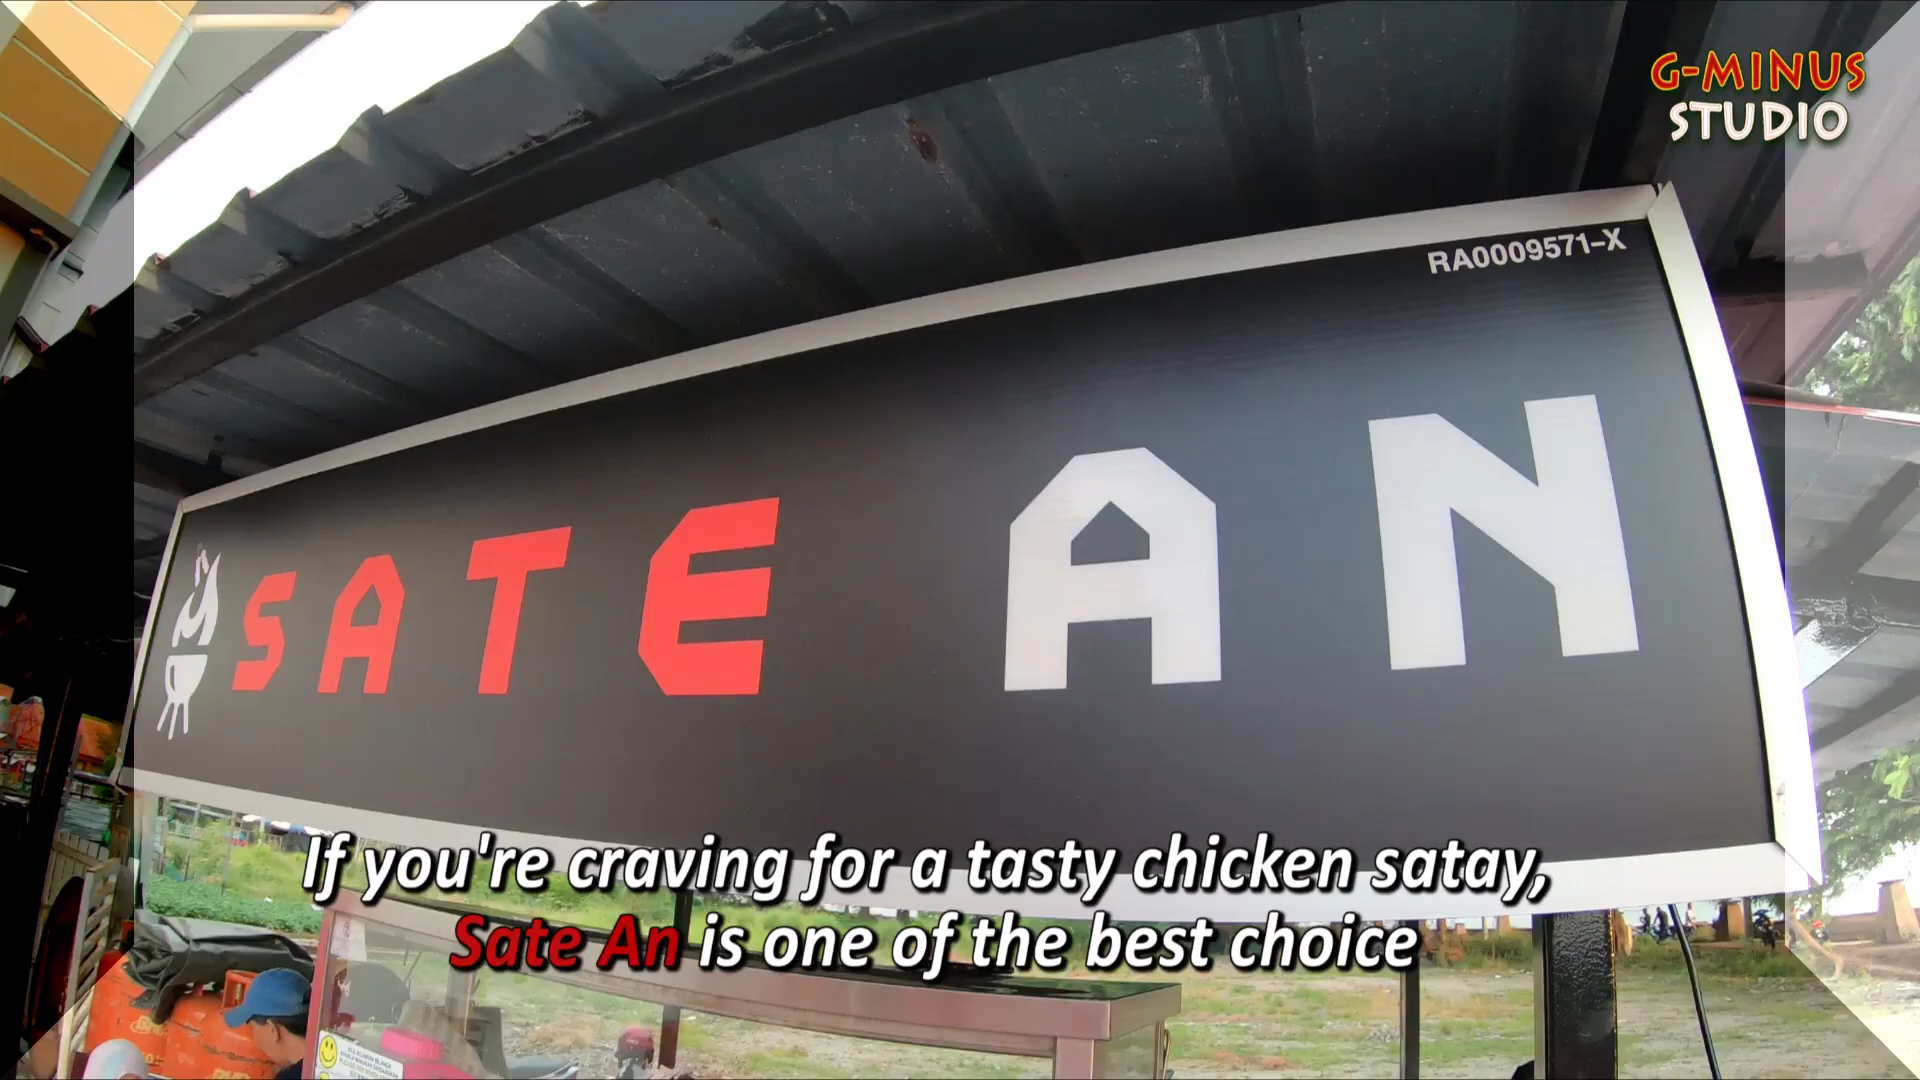 G-MINUS
STUDIO
RA0009571-X
SATE AN
If you're craving for a tasty chicken satay,
Sate An is one of the best choice